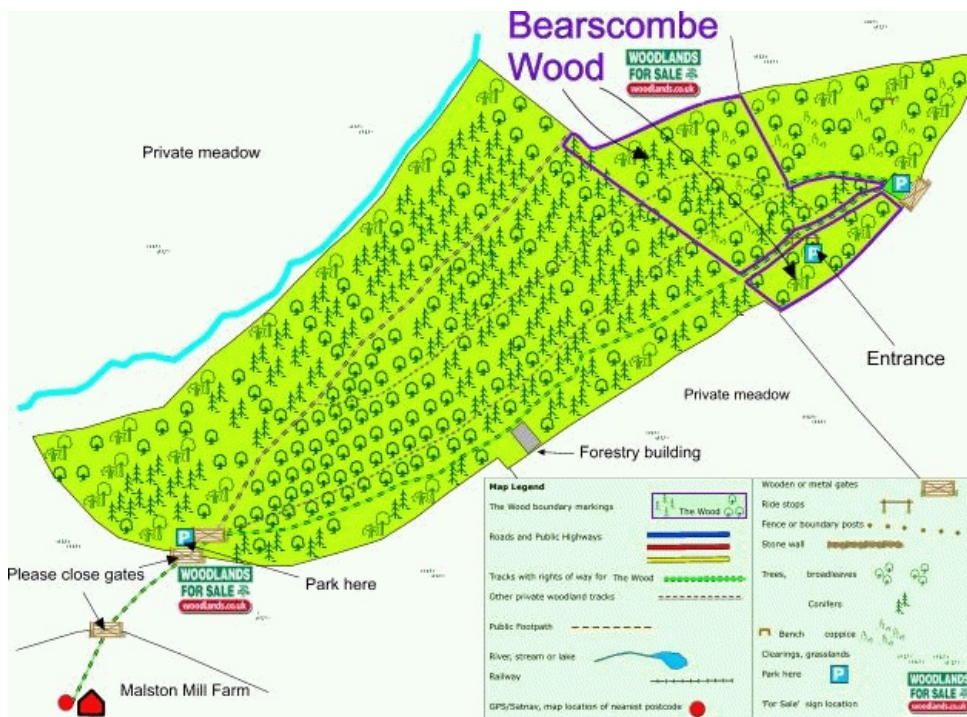 Bearscombe
Wood
WOODLANDS
FOR SALE
woodlands.co.uk
Private meadow
P
P
Entrance
Private meadow
Forestry building
P
Please close gates
Park here
WOODLANDS
FOR SALE
woodlands.co.uk
Malston Mill Farm
Map Legend
The Wood boundary markings
The Wood
Roads and Public Highways
Tracks with rights of way for The Wood
Other private woodland tracks
Public Footpath
River, stream or lake
Railway
GPS/Satnav, map location of nearest postcode
Wooden or metal gates
Ride stops
Fence or boundary posts
Stone wall
Trees, broadleaves
Conifers
Bench coppice
Clearings, grasslands
Park here P
'For Sale' sign location
WOODLANDS
FOR SALE
woodlands.co.uk